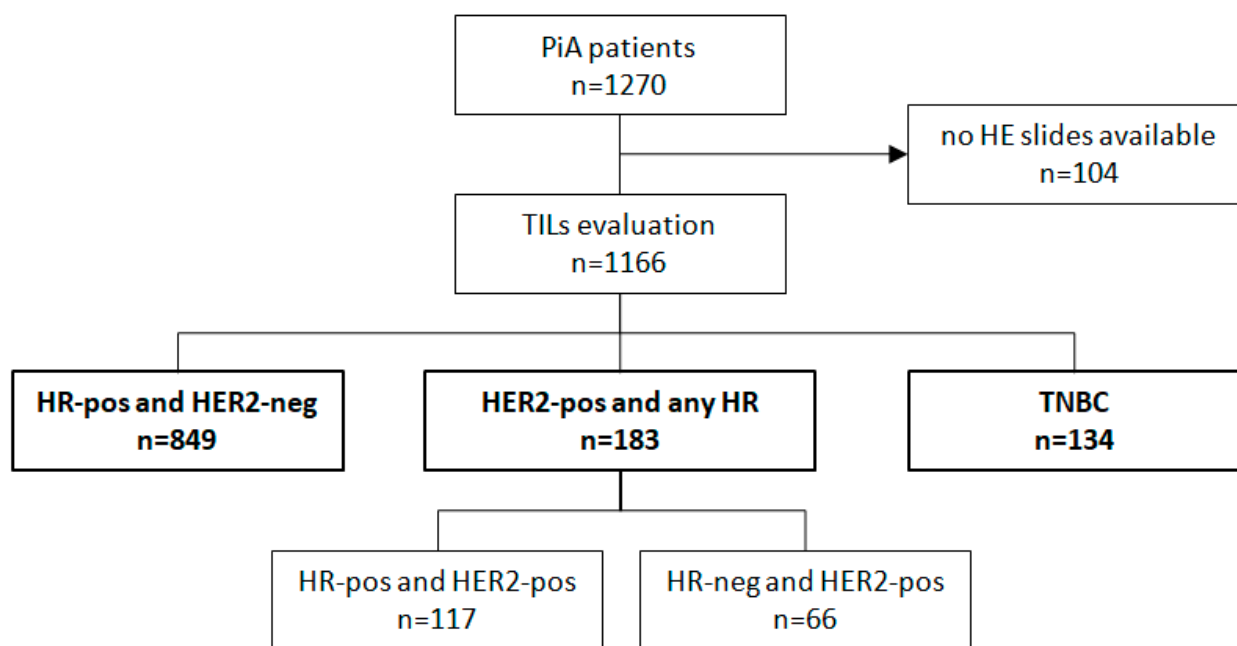 PiA patients
n=1270
no HE slides available
n=104
TILs evaluation
n=1166
HR-pos and HER2-neg
n=849
HER2-pos and any HR
n=183
TNBC
n=134
HR-pos and HER2-pos
n=117
HR-neg and HER2-pos
n=66